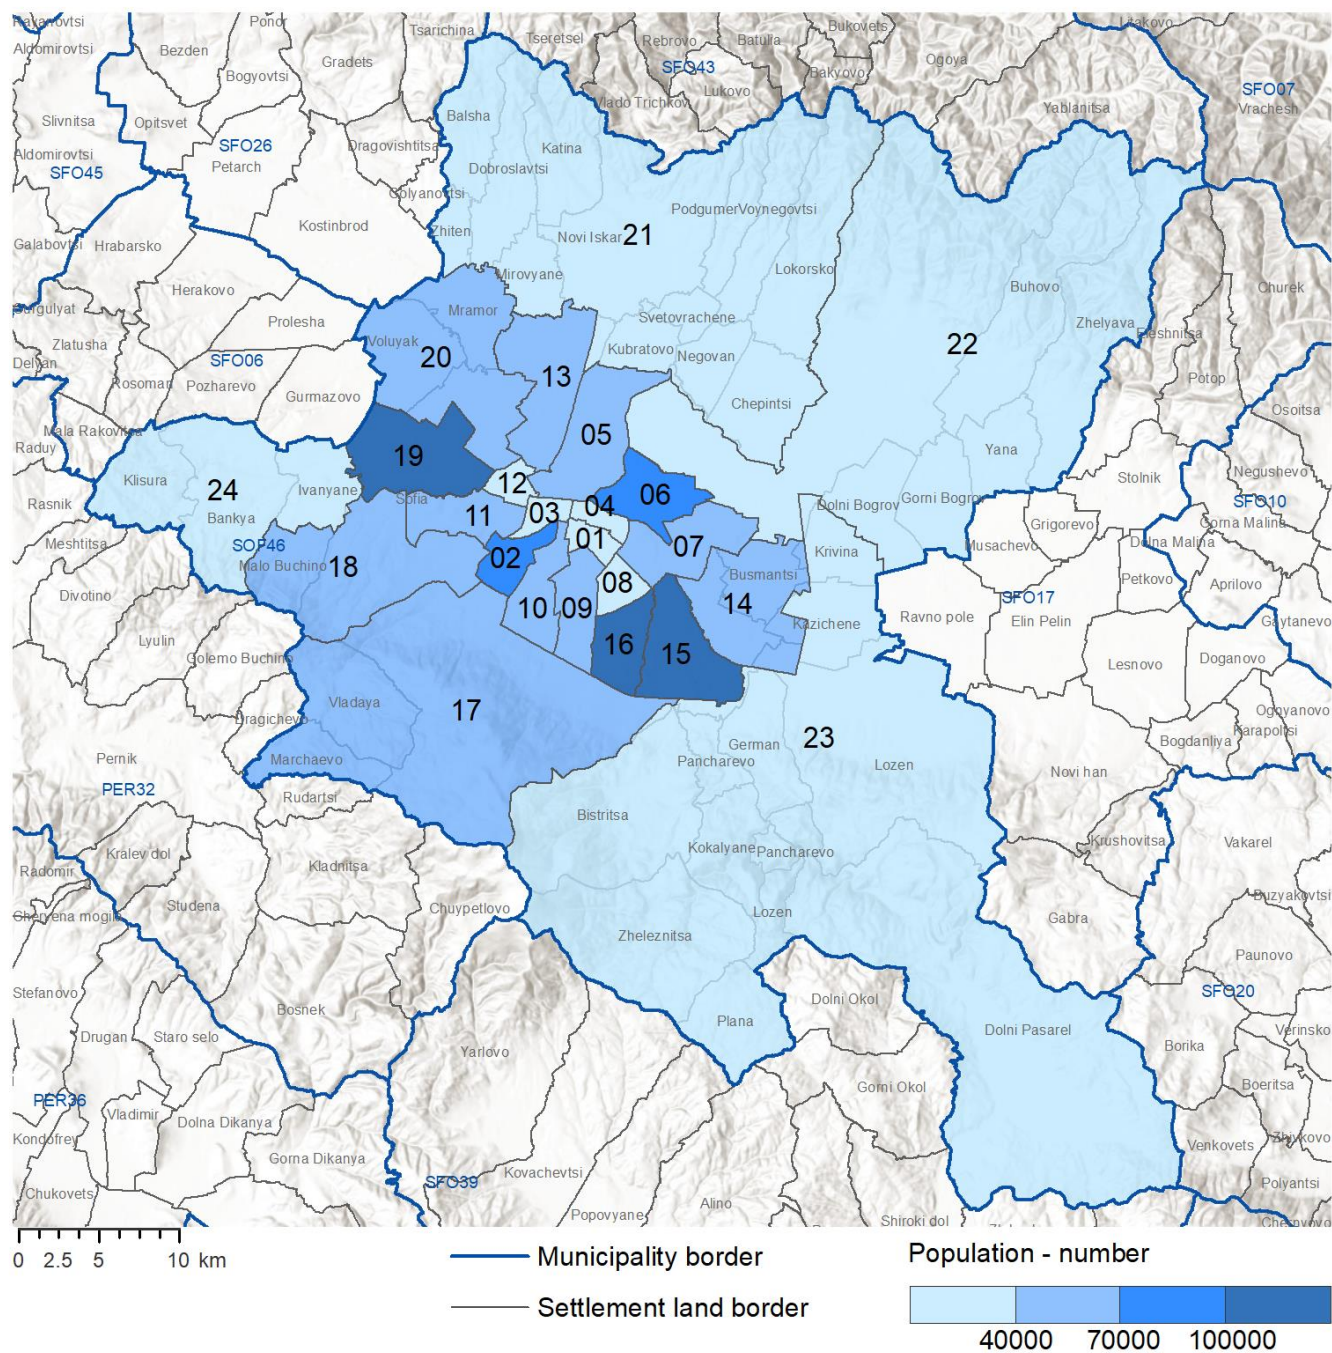 Ravanovtsi
Aldomirovtsi
Bezden
Ponor
Bogyovtsi
Gradets
Tsarichina
Tseretsel
Rebrovo
Batulia
Bukovets
Bakyovo
Ogoya
Litakovo
SFO43
Lukovo
Vlado Trichkov
Yablanitsa
SFO07
Vrachesh
Slivnitsa
Opitsvet
SFO26
Petarch
Dragovishtitsa
Balsha
Katina
Dobroslavtsi
Aldomirovtsi
SFO45
Golyanovtsi
Kostinbrod
Zhiten
Podgumer
Voynegovtsi
Novi Iskar
21
Galabovtsi
Hrabarsko
Mirovyane
Lokorsko
Herakovo
Buhovo
Churek
Mramor
Svetovrachene
Zhelyava
Eleshnitsa
Prolesha
Voluyak
20
Kubratovo
Negovan
22
Zlatusha
Delyan
SFO06
Rosoman
Pozharevo
Gurmazovo
13
Potop
Chepintsi
Osoitsa
Mala Rakovitsa
Raduy
05
Yana
19
Klisura
24
Ivanyane
Sofia
12
06
Stolnik
Negushevo
SFO10
Rasnik
Bankya
11
03
04
Dolni Bogrov
Gorni Bogrov
Grigorevo
Gorna Malina
Meshtitsa
SOF46
Malo Buchino
18
02
01
07
Krivina
Musachevo
Dolna Malina
Busmantsi
Petkovo
Aprilovo
Divotino
10
09
08
14
SFO17
Kazichene
Ravno pole
Elin Pelin
Gaytanevo
Lyulin
Golemo Buchino
16
15
Lesnovo
Doganovo
Vladaya
17
Dragichevo
23
Ognyanovo
Karapoltsi
Bogdanliya
German
Pancharevo
Lozen
Pernik
Marchaevo
Novi han
PER32
Rudartsi
Bistritsa
Krushovitsa
Vakarel
Kralev dol
Kladnitsa
Kokalyane
Pancharevo
Radomir
Buzyakovtsi
Studena
Chuypetlovo
Lozen
Gabra
Zheleznitsa
Paunovo
Stefanovo
Bosnek
Dolni Okol
SFO20
Plana
Dolni Pasarel
Drugan
Staro selo
Yarlovo
Borika
Verinsko
Gorni Okol
Boeritsa
PER36
Vladimir
Dolna Dikanya
Kondofrey
Zhivkovo
Venkovets
Gorna Dikanya
SFO39
Kovachevtsi
Polyantsi
Chukovets
Alino
Popovyane
Shiroki dol
Chernyovo
0 2.5 5 10 km
Municipality border
Settlement land border
Population - number
40000 70000 100000